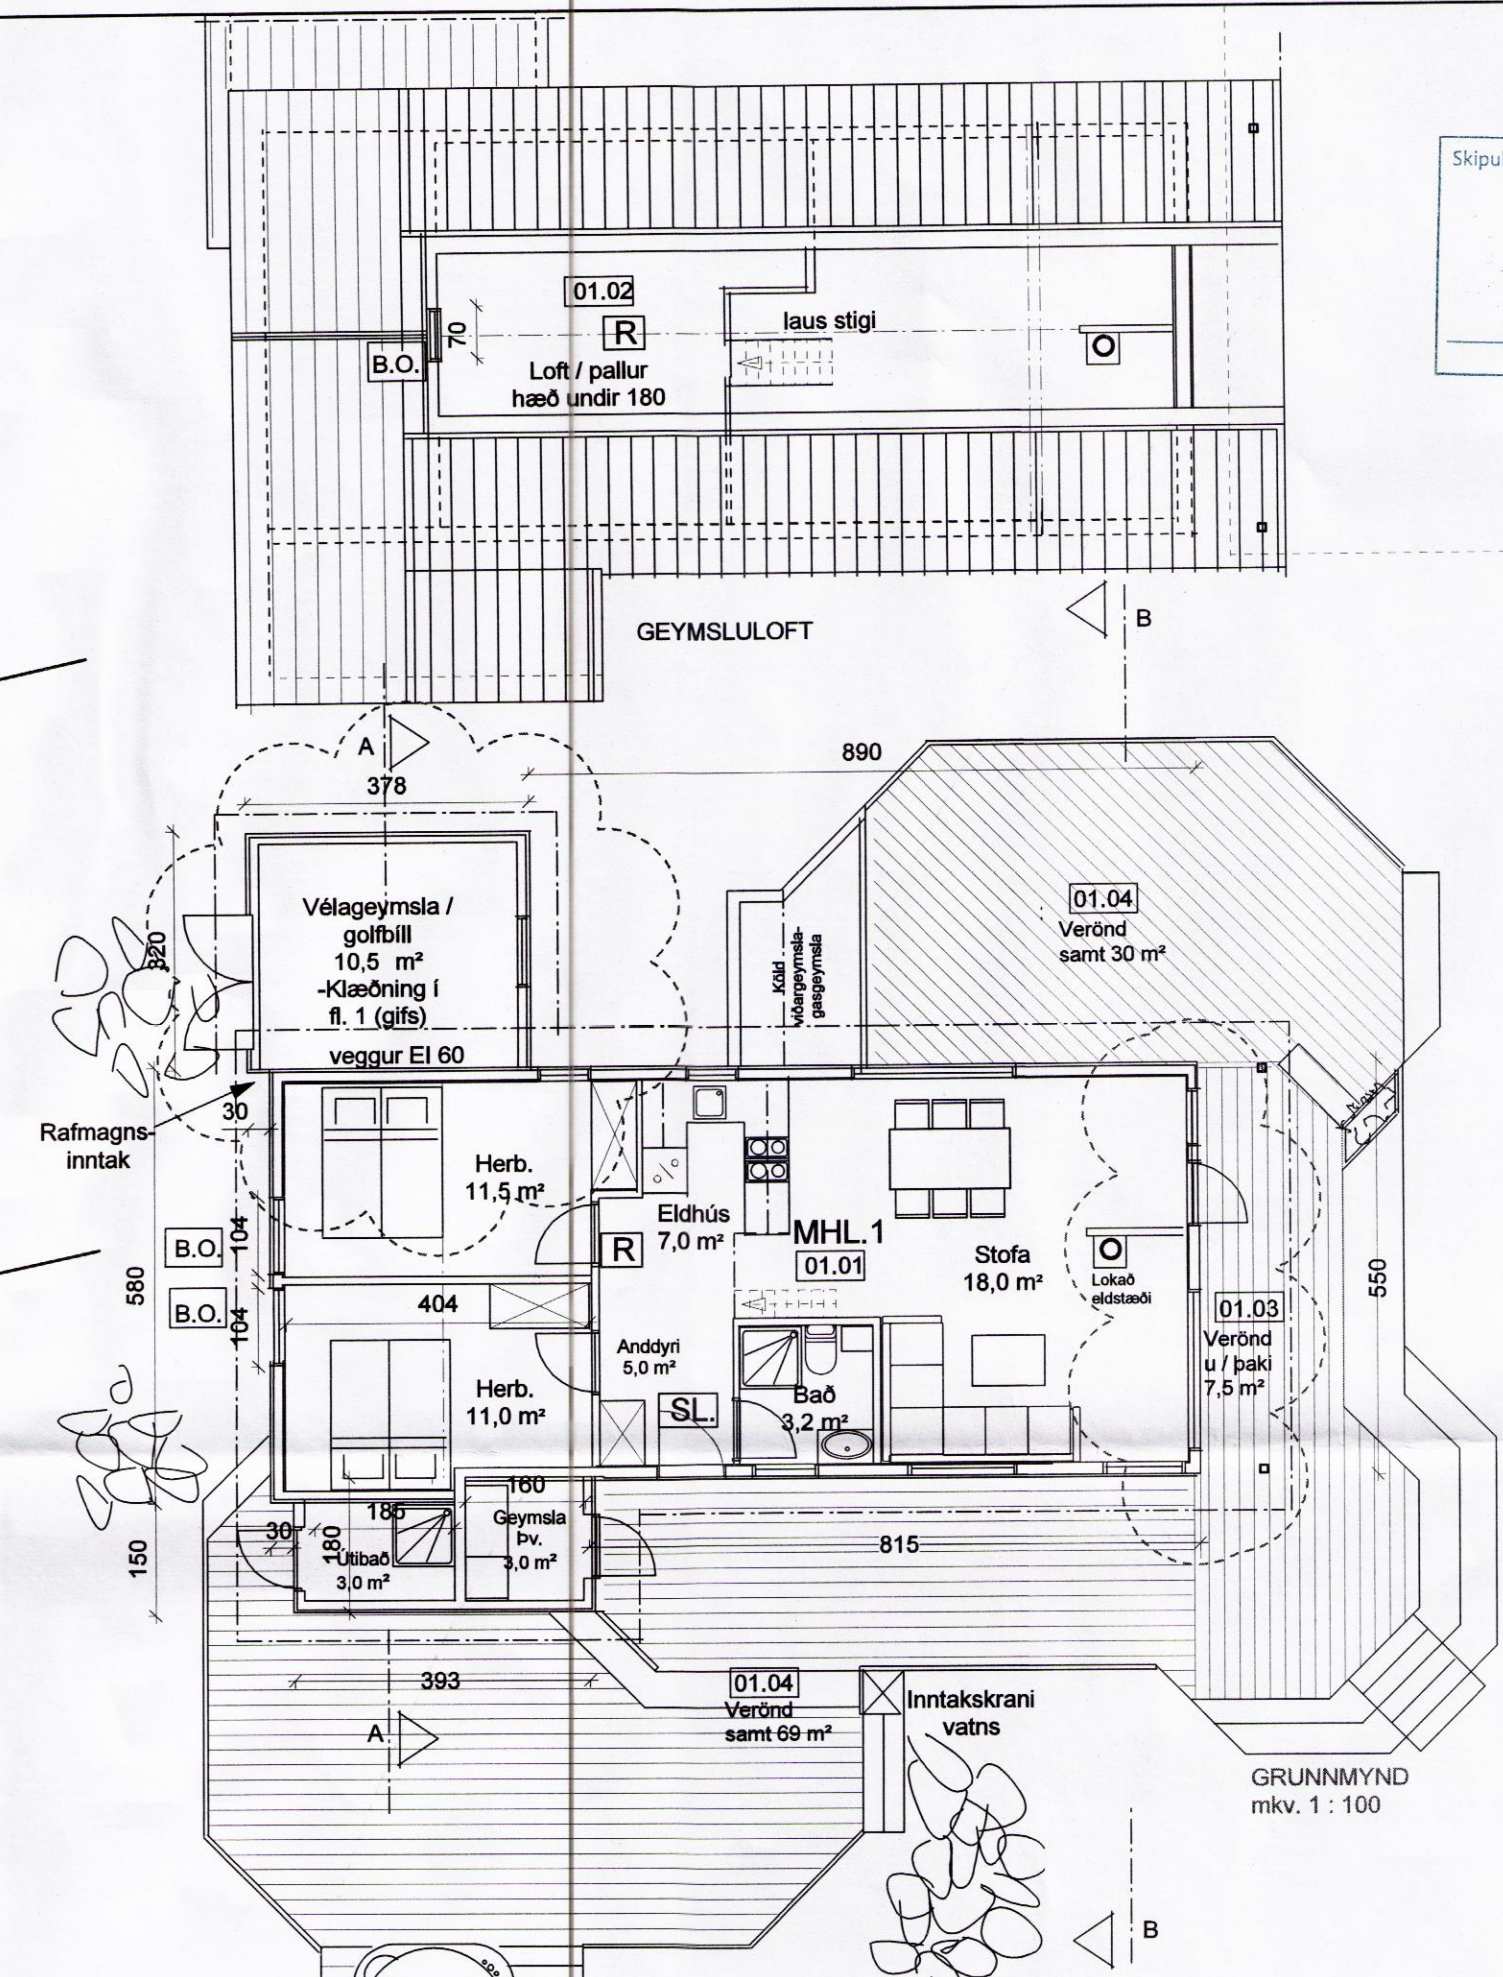 Skipul
01.02
70
R
laus stigi
B.O.
Loft / pallur
hæð undir 180
GEYMSLULOFT
B
A
378
890
Vélageymsla /
golfbíll
10,5 m²
-Klæðning í
fl. 1 (gifs)
veggur EI 60
320
Köld
viðargeymsla-
gasgeymsla
01.04
Verönd
samt 30 m²
30
Rafmagns-
inntak
Herb.
11,5 m²
Eldhús
7,0 m²
R
MHL.1
01.01
Stofa
18,0 m²
Lokað
eldstæði
B.O.
104
580
B.O.
104
404
550
01.03
Verönd
u / þaki
7,5 m²
Anddyri
5,0 m²
Herb.
11,0 m²
SL.
Bað
3,2 m²
160
185
Geymsla
Þv.
3,0 m²
30
180
Útibað
3,0 m²
815
150
393
01.04
Verönd
samt 69 m²
Inntakskrani
vatns
A
GRUNNMYND
mkv. 1 : 100
B